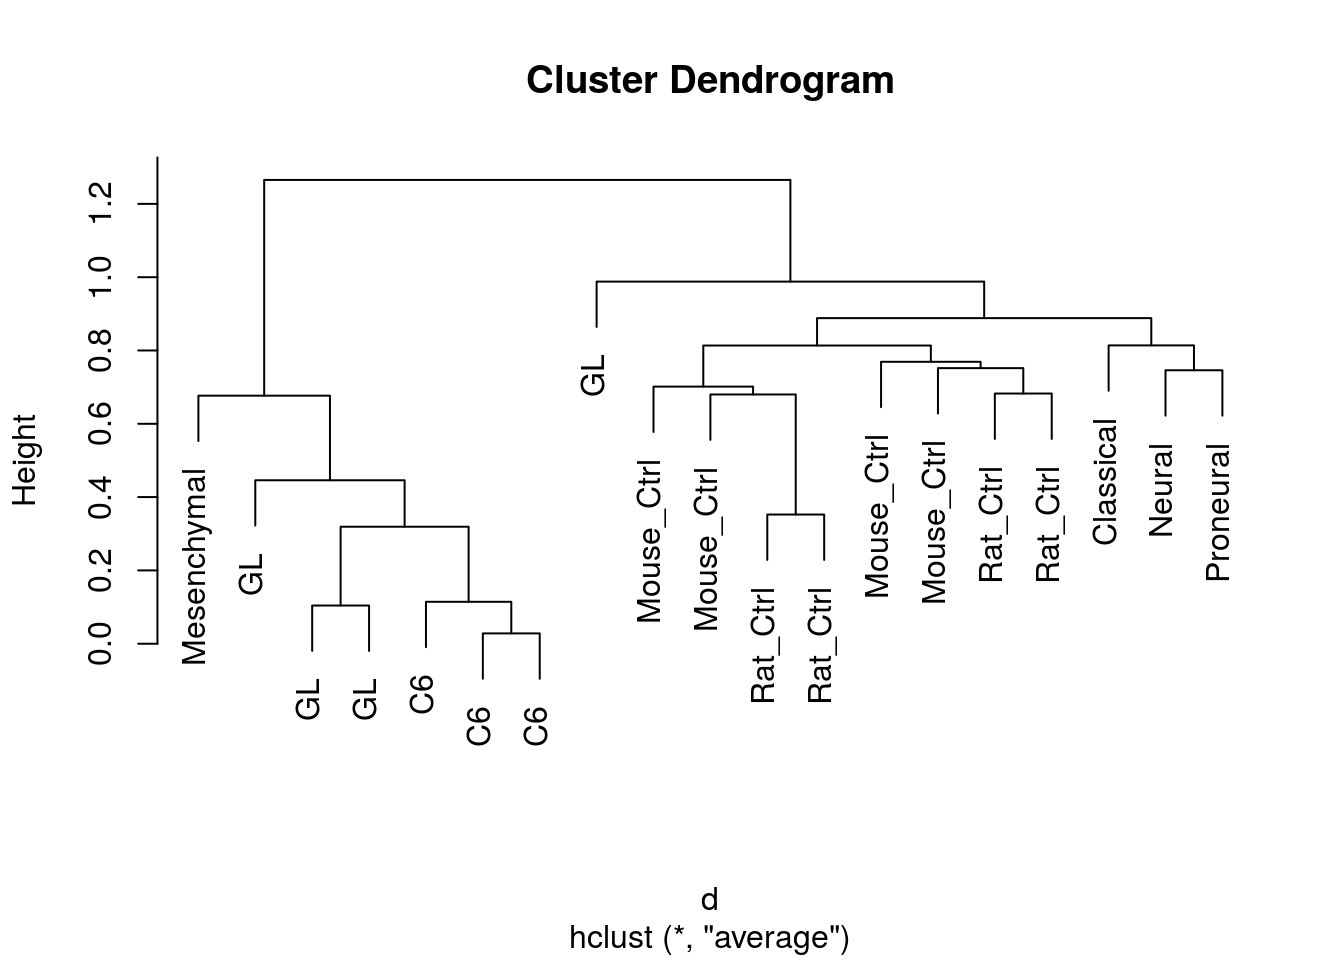 Cluster Dendrogram
Height
1.2
1.0
0.8
0.6
0.4
0.2
0.0
Mesenchymal
GL
GL
GL
C6
C6
C6
GL
Mouse_Ctrl
Mouse_Ctrl
Rat_Ctrl
Rat_Ctrl
Mouse_Ctrl
Mouse_Ctrl
Rat_Ctrl
Rat_Ctrl
Classical
Neural
Proneural
d
hclust (*, "average")